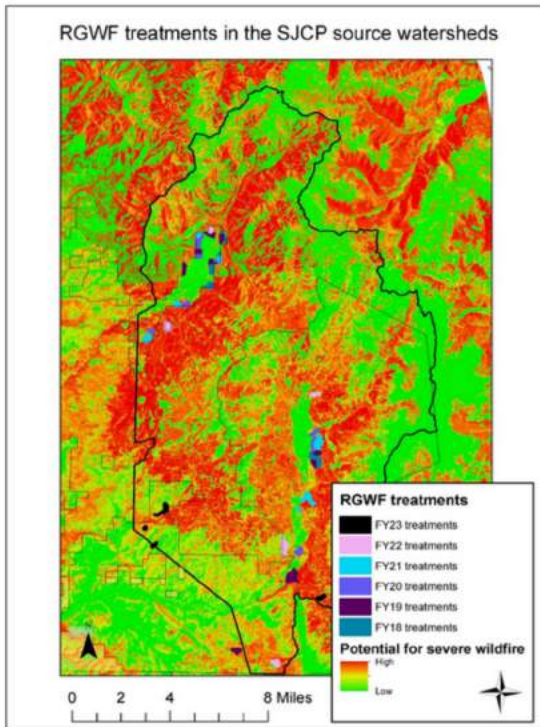 RGWF treatments in the SJCP source watersheds
RGWF treatments
FY23 treatments
FY22 treatments
FY21 treatments
FY20 treatments
FY19 treatments
FY18 treatments
Potential for severe wildfire
High
Low
0 2 4 8 Miles